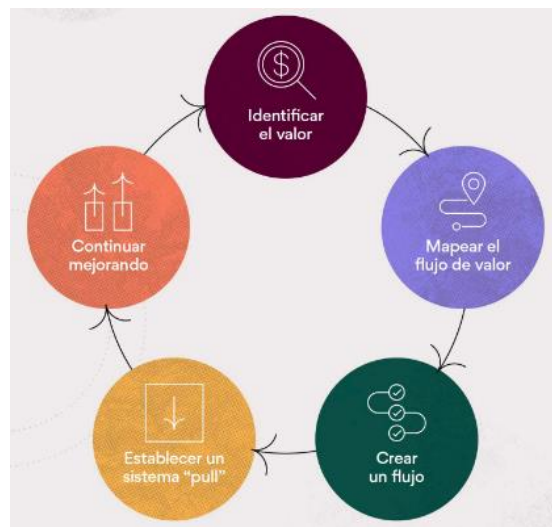 Identificar
el valor
Mapear el
flujo de valor
Crear
un flujo
Establecer un
sistema “pull”
Continuar
mejorando